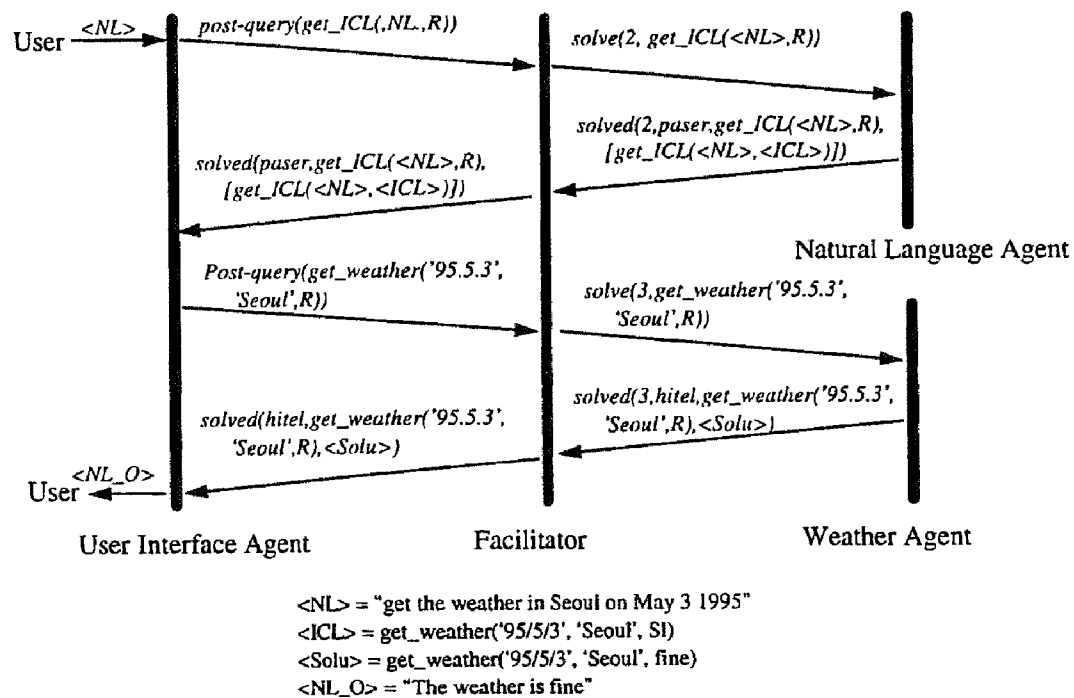 User
<NL>
post-query(get_ICL(,NL.,R))
solve(2, get_ICL(<NL>,R))
solved(2,paser,get_ICL(<NL>,R),
[get_ICL(<NL>,<ICL>)])
solved(paser,get_ICL(<NL>,R),
[get_ICL(<NL>,<ICL>)])
Natural Language Agent
Post-query(get_weather('95.5.3',
'Seoul',R))
solve(3,get_weather('95.5.3',
'Seoul',R))
solved(3,hitel,get_weather('95.5.3',
'Seoul',R),<Solu>)
solved(hitel,get_weather('95.5.3',
'Seoul',R),<Solu>)
<NL_O>
User
User Interface Agent
Facilitator
Weather Agent
<NL> = "get the weather in Seoul on May 3 1995"
<ICL> = get_weather('95/5/3', 'Seoul', Sl)
<Solu> = get_weather('95/5/3', 'Seoul', fine)
<NL_O> = "The weather is fine"